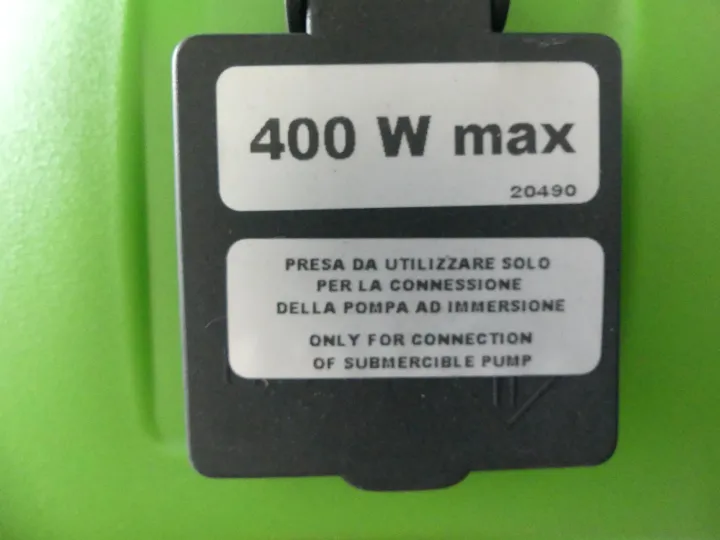 400 W max
20490
PRESA DA UTILIZZARE SOLO
PER LA CONNESSIONE
DELLA POMPA AD IMMERSIONE
ONLY FOR CONNECTION
OF SUBMERCIBLE PUMP